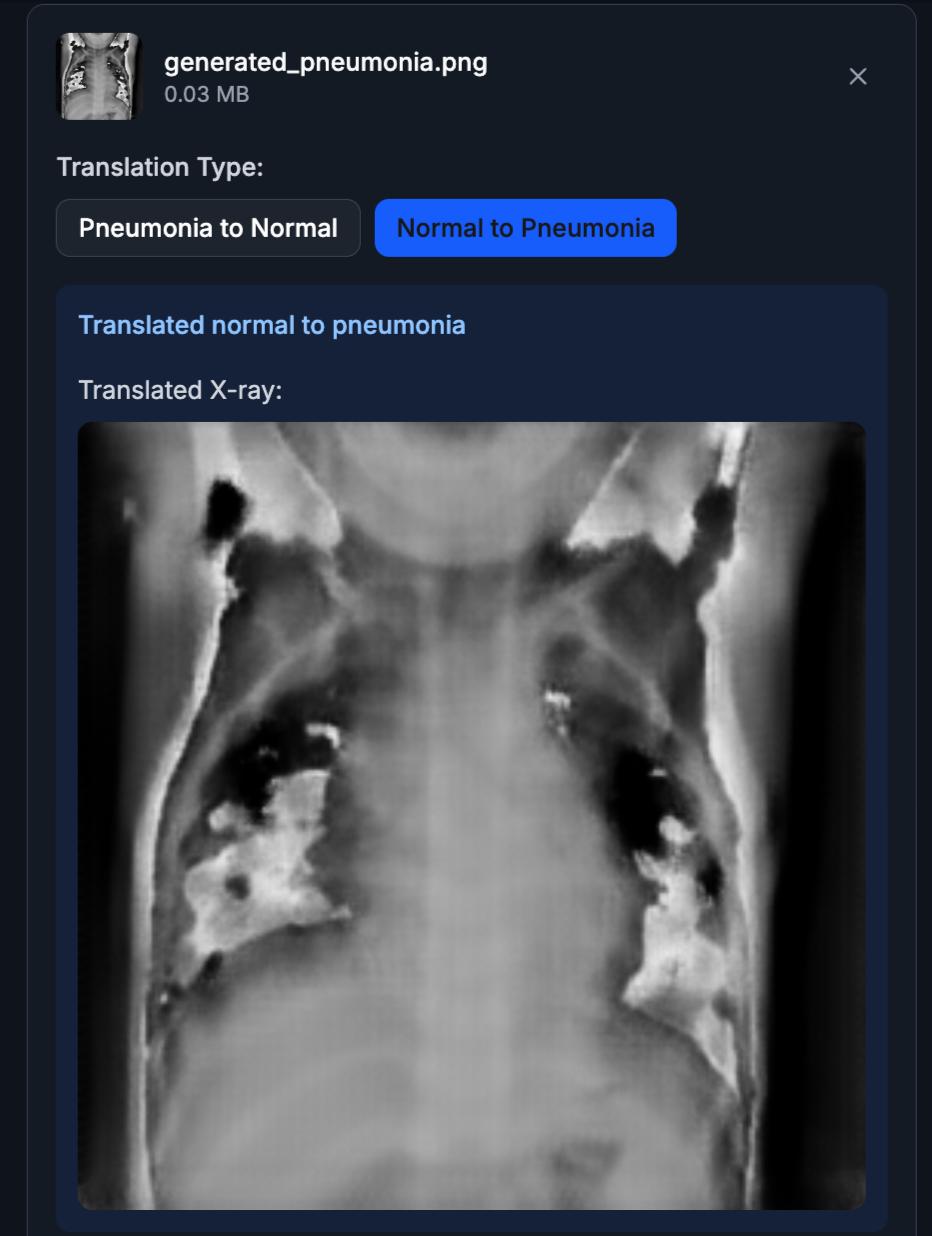 generated_pneumonia.png
0.03 MB
Translation Type:
Pneumonia to Normal
Normal to Pneumonia
Translated normal to pneumonia
Translated X-ray: